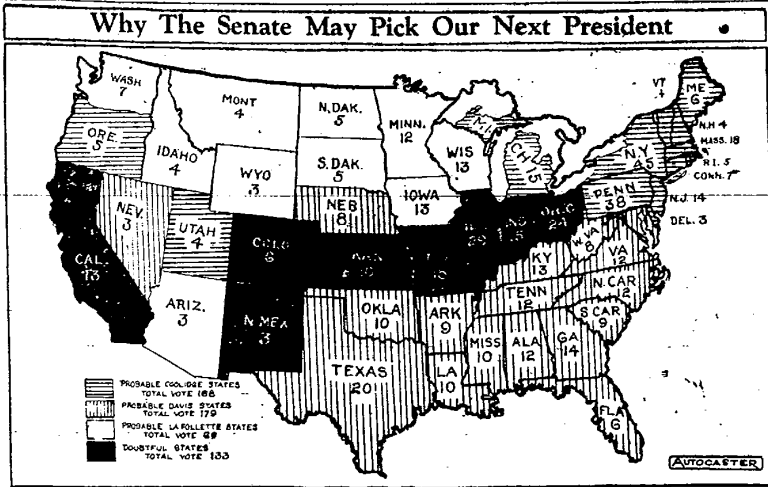 Why The Senate May Pick Our Next President
WASH
7
MONT
4
N.DAK.
5
MINN.
12
VT
4
ME
6
ORE.
5
IDAHO
4
S.DAK.
5
WIS
13
MICH 15
N.Y
45
N.H 4
MASS. 18
R.I. 5
CONN. 7
WYO
3
IOWA
13
NEB
8
PENN
38
N.J. 14
DEL. 3
NEV.
3
UTAH
4
COLO
6
CAL.
13
W.VA
8
VA
12
KY
13
N.CAR
12
TENN
12
S.CAR
9
ARIZ.
3
N.MEX
3
OKLA
10
ARK
9
MISS
10
ALA
12
GA
14
TEXAS
20
LA
10
FLA
6
PROBABLE COOLIDGE STATES
TOTAL VOTE
PROBABLE DAVIS STATES
TOTAL VOTE 179
PROBABLE LA FOLLETTE STATES
TOTAL VOTE
DOUBTFUL STATES
TOTAL VOTE 133
AUTOCASTER